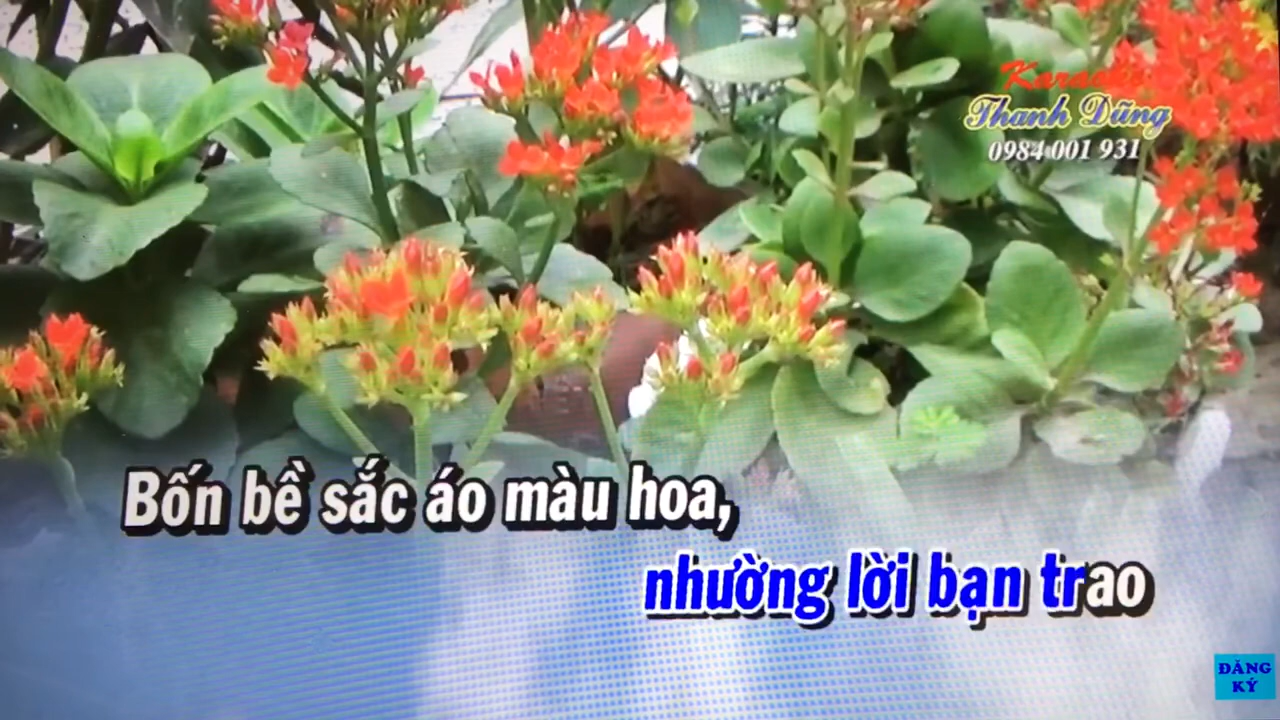 Karaoke
Thanh Dũng
0984 001 931
Bốn bề sắc áo màu hoa,
nhường lời bạn trao
ĐĂNG
KÝ